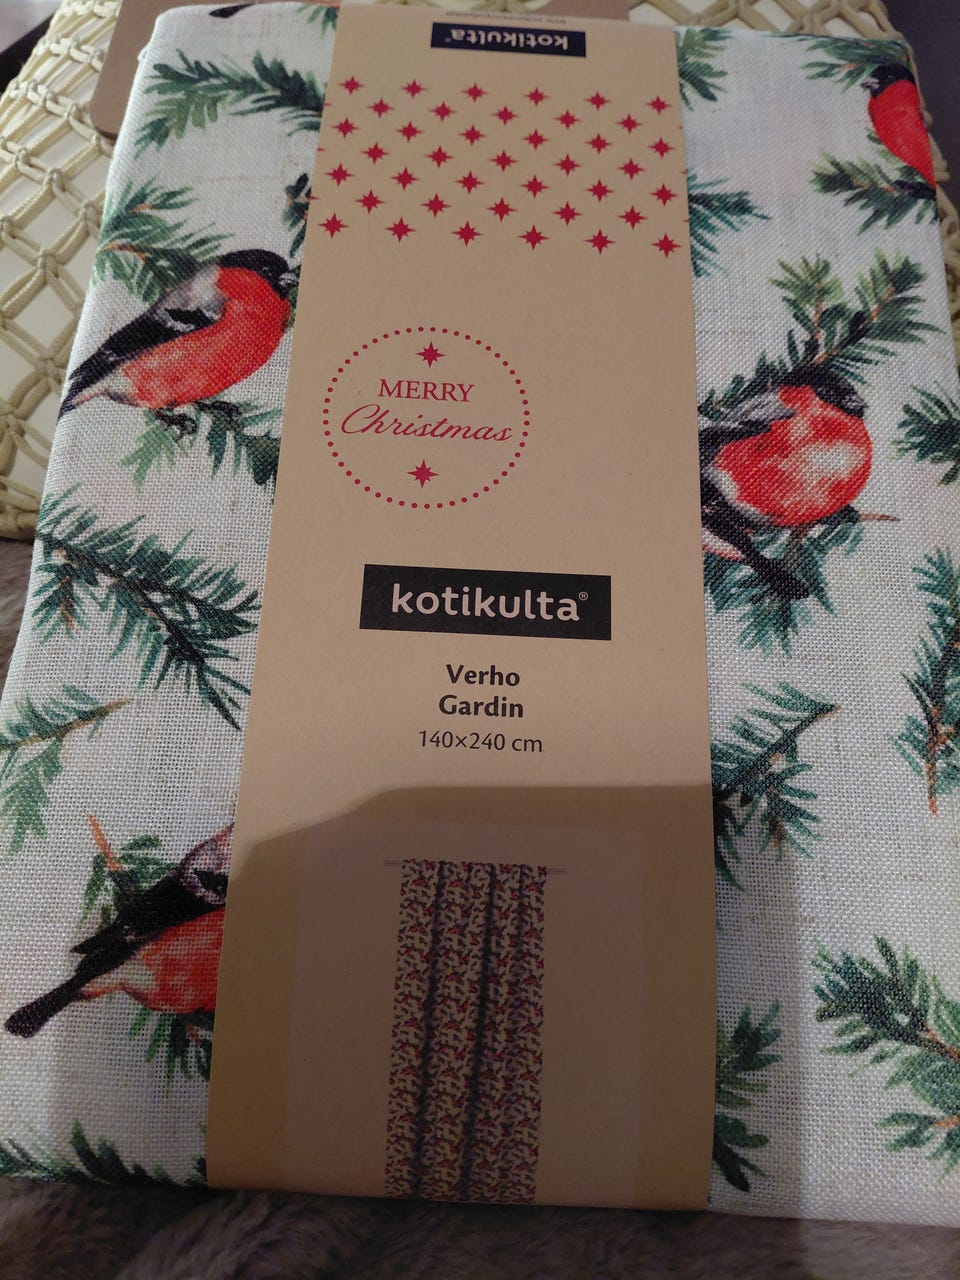 kotikulta®
MERRY
Christmas
kotikulta®
Verho
Gardin
140×240 cm